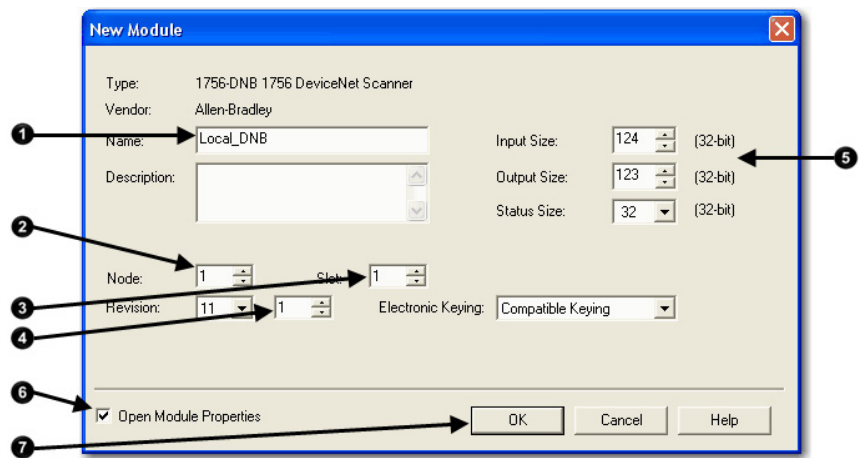 New Module
Type: 1756-DNB 1756 DeviceNet Scanner
Vendor: Allen-Bradley
1 Name: Local_DNB Input Size: 124 (32-bit) 5
Description: Output Size: 123 (32-bit)
Status Size: 32 (32-bit)
2
Node: 1 Slot: 1
3 Revision: 11 1 Electronic Keying: Compatible Keying
4
6 Open Module Properties OK Cancel Help
7